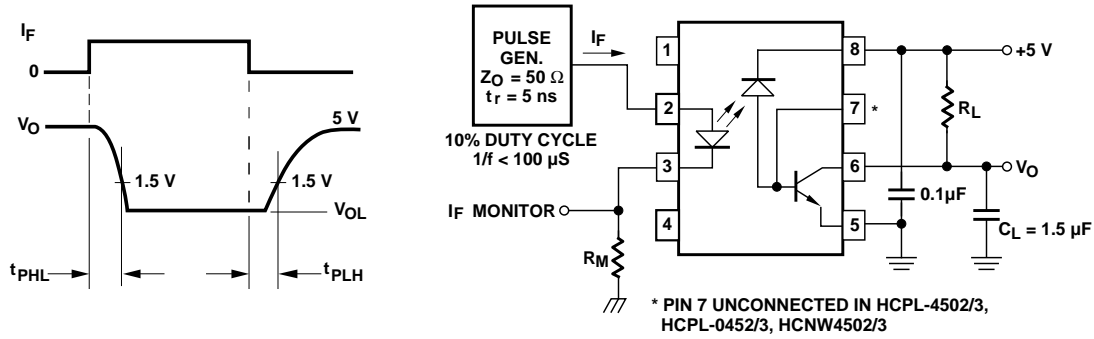 I_F
0
V_O
5 V
1.5 V
1.5 V
V_OL
t_PHL
t_PLH
PULSE
GEN.
Z_O = 50 Ω
t_r = 5 ns
I_F
10% DUTY CYCLE
1/f < 100 µS
I_F MONITOR
R_M
1
2
3
4
8
7 *
6
5
+5 V
R_L
V_O
0.1µF
C_L = 1.5 µF
* PIN 7 UNCONNECTED IN HCPL-4502/3,
HCPL-0452/3, HCNW4502/3